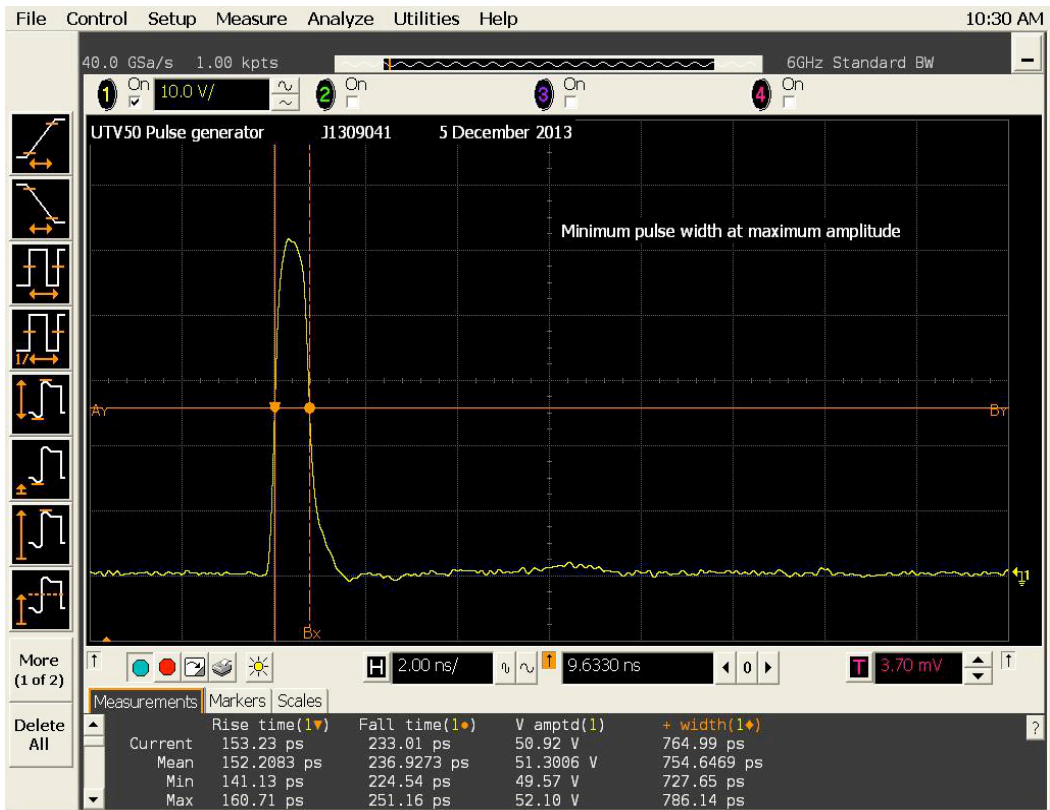 File Control Setup Measure Analyze Utilities Help 10:30 AM
40.0 GSa/s 1.00 kpts 6GHz Standard BW
1 On 10.0 V/ 2 On 3 On 4 On
UTV50 Pulse generator J1309041 5 December 2013
Minimum pulse width at maximum amplitude
1/
AY BY
1
BX
More
(1 of 2)
Delete
All
H 2.00 ns/ 9.6330 ns 0 T 3.70 mV
Measurements Markers Scales
Rise time(1▼) Fall time(1●) V amptd(1) + width(1♦) ?
Current 153.23 ps 233.01 ps 50.92 V 764.99 ps
Mean 152.2083 ps 236.9273 ps 51.3006 V 754.6469 ps
Min 141.13 ps 224.54 ps 49.57 V 727.65 ps
Max 160.71 ps 251.16 ps 52.10 V 786.14 ps